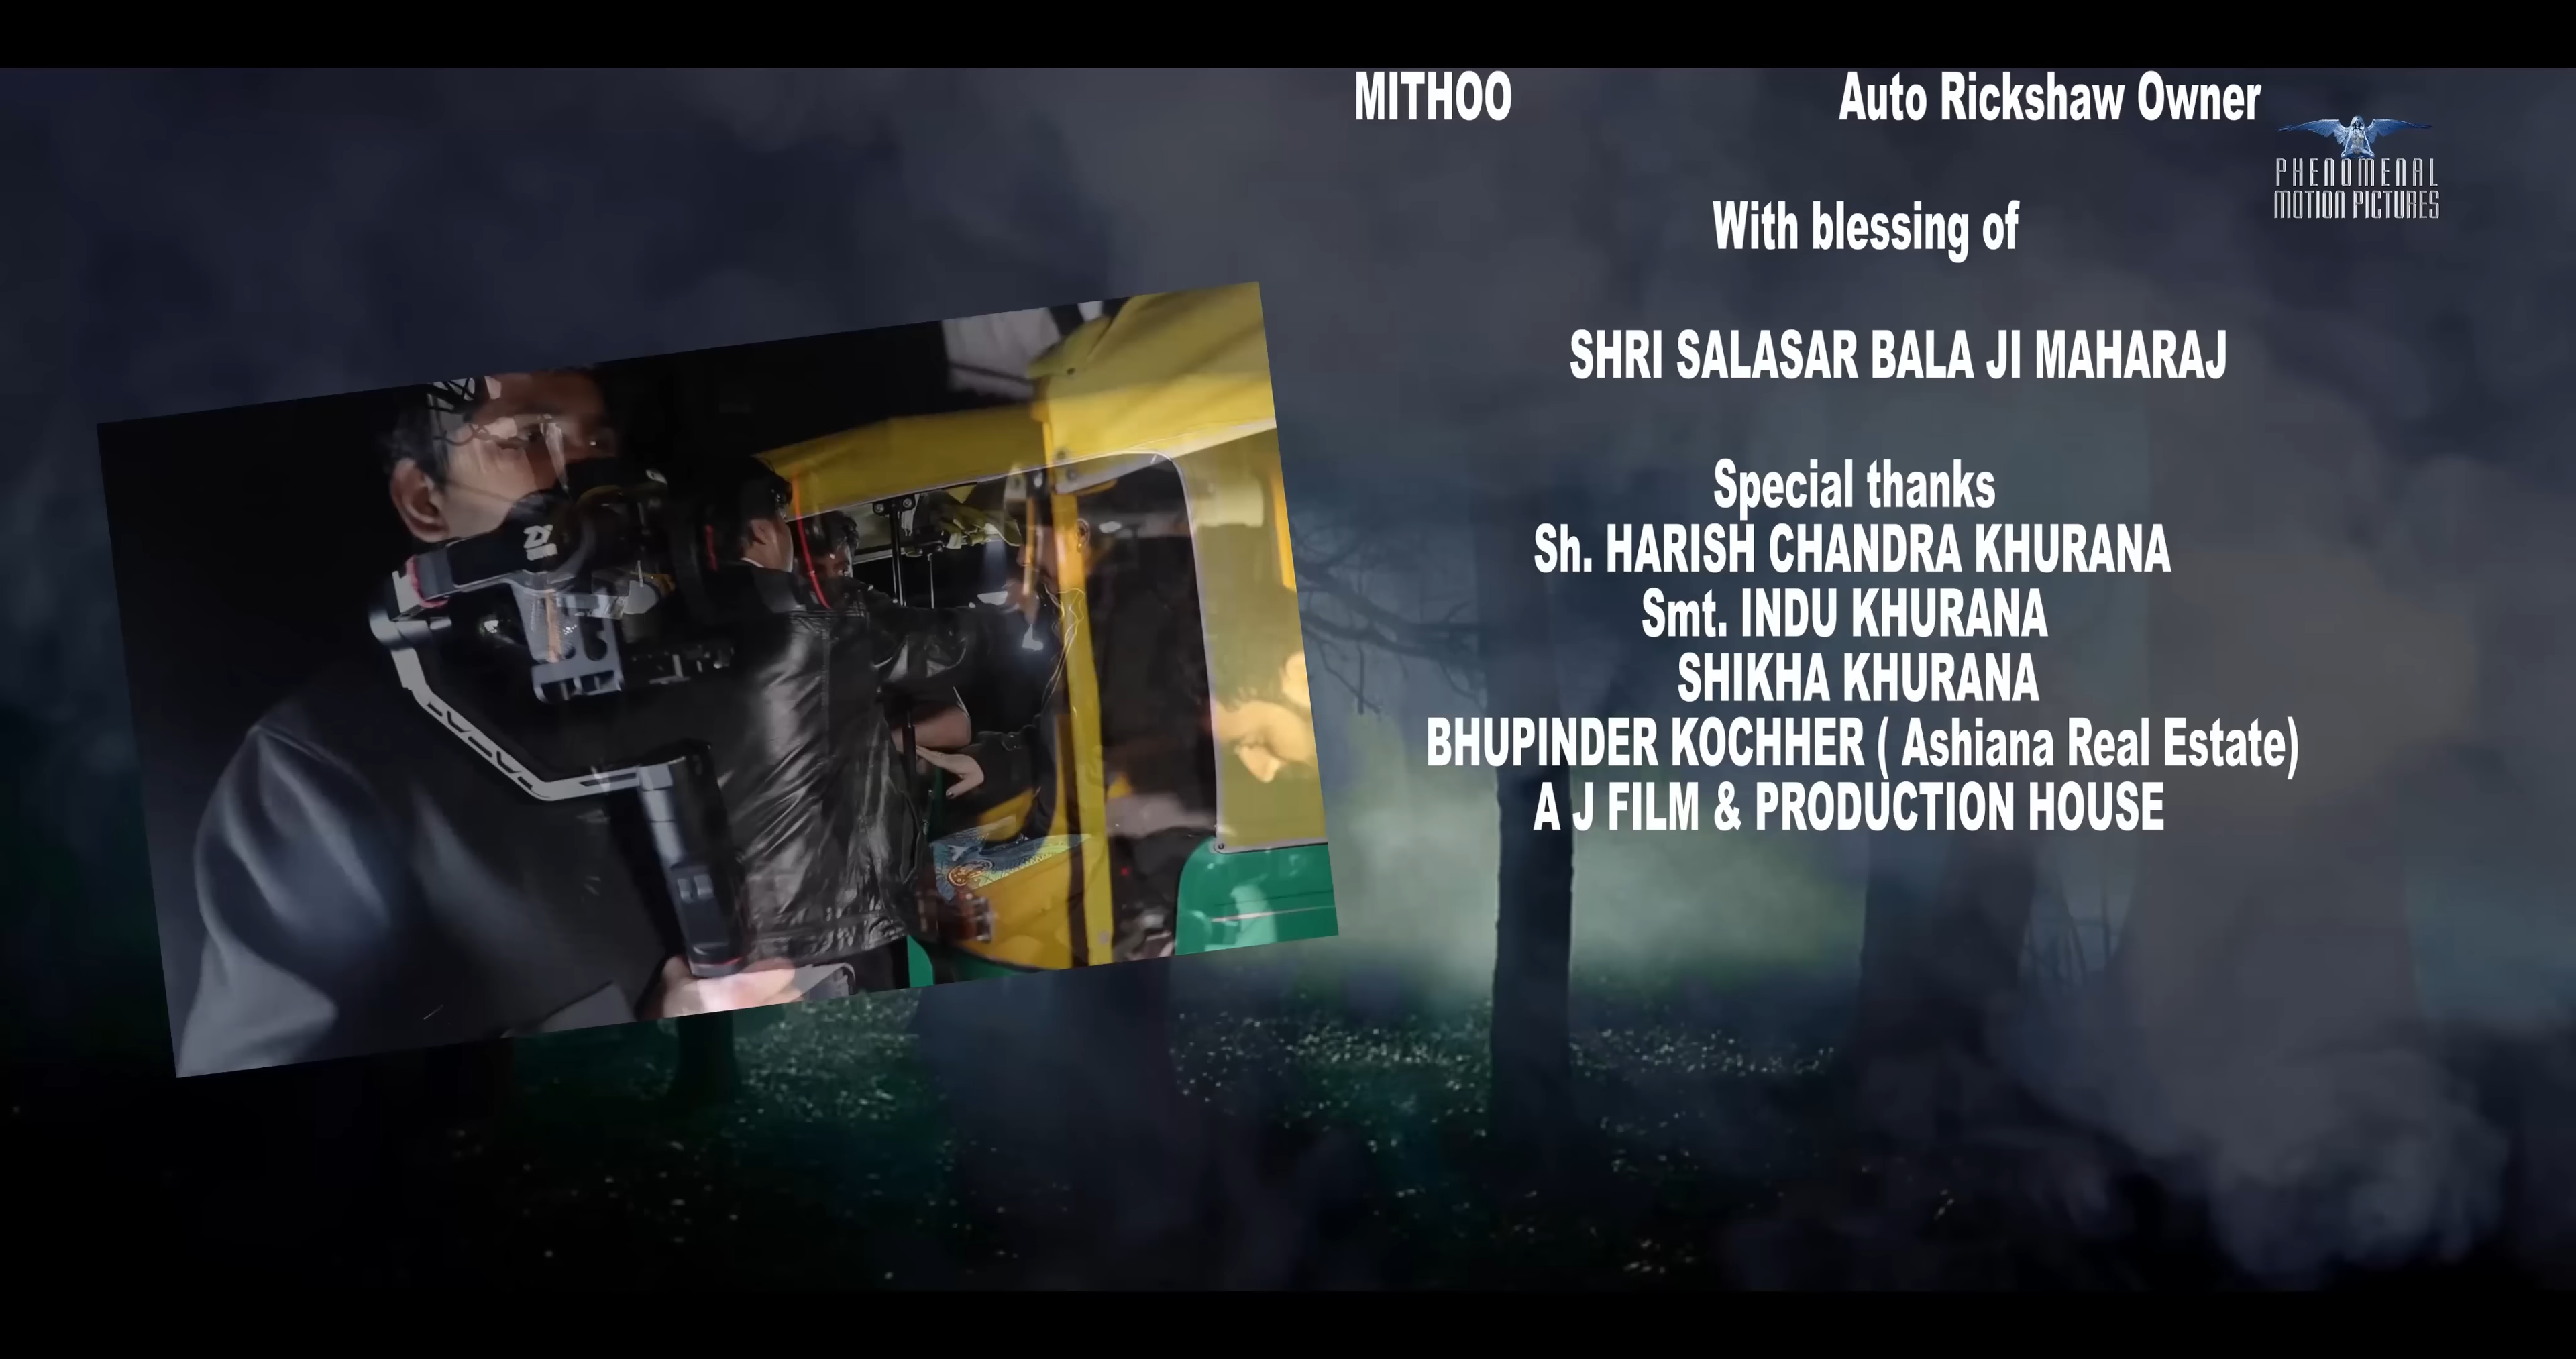 MITHOO Auto Rickshaw Owner
PHENOMENAL
MOTION PICTURES
With blessing of
SHRI SALASAR BALA JI MAHARAJ
Special thanks
Sh. HARISH CHANDRA KHURANA
Smt. INDU KHURANA
SHIKHA KHURANA
BHUPINDER KOCHHER ( Ashiana Real Estate)
A J FILM & PRODUCTION HOUSE